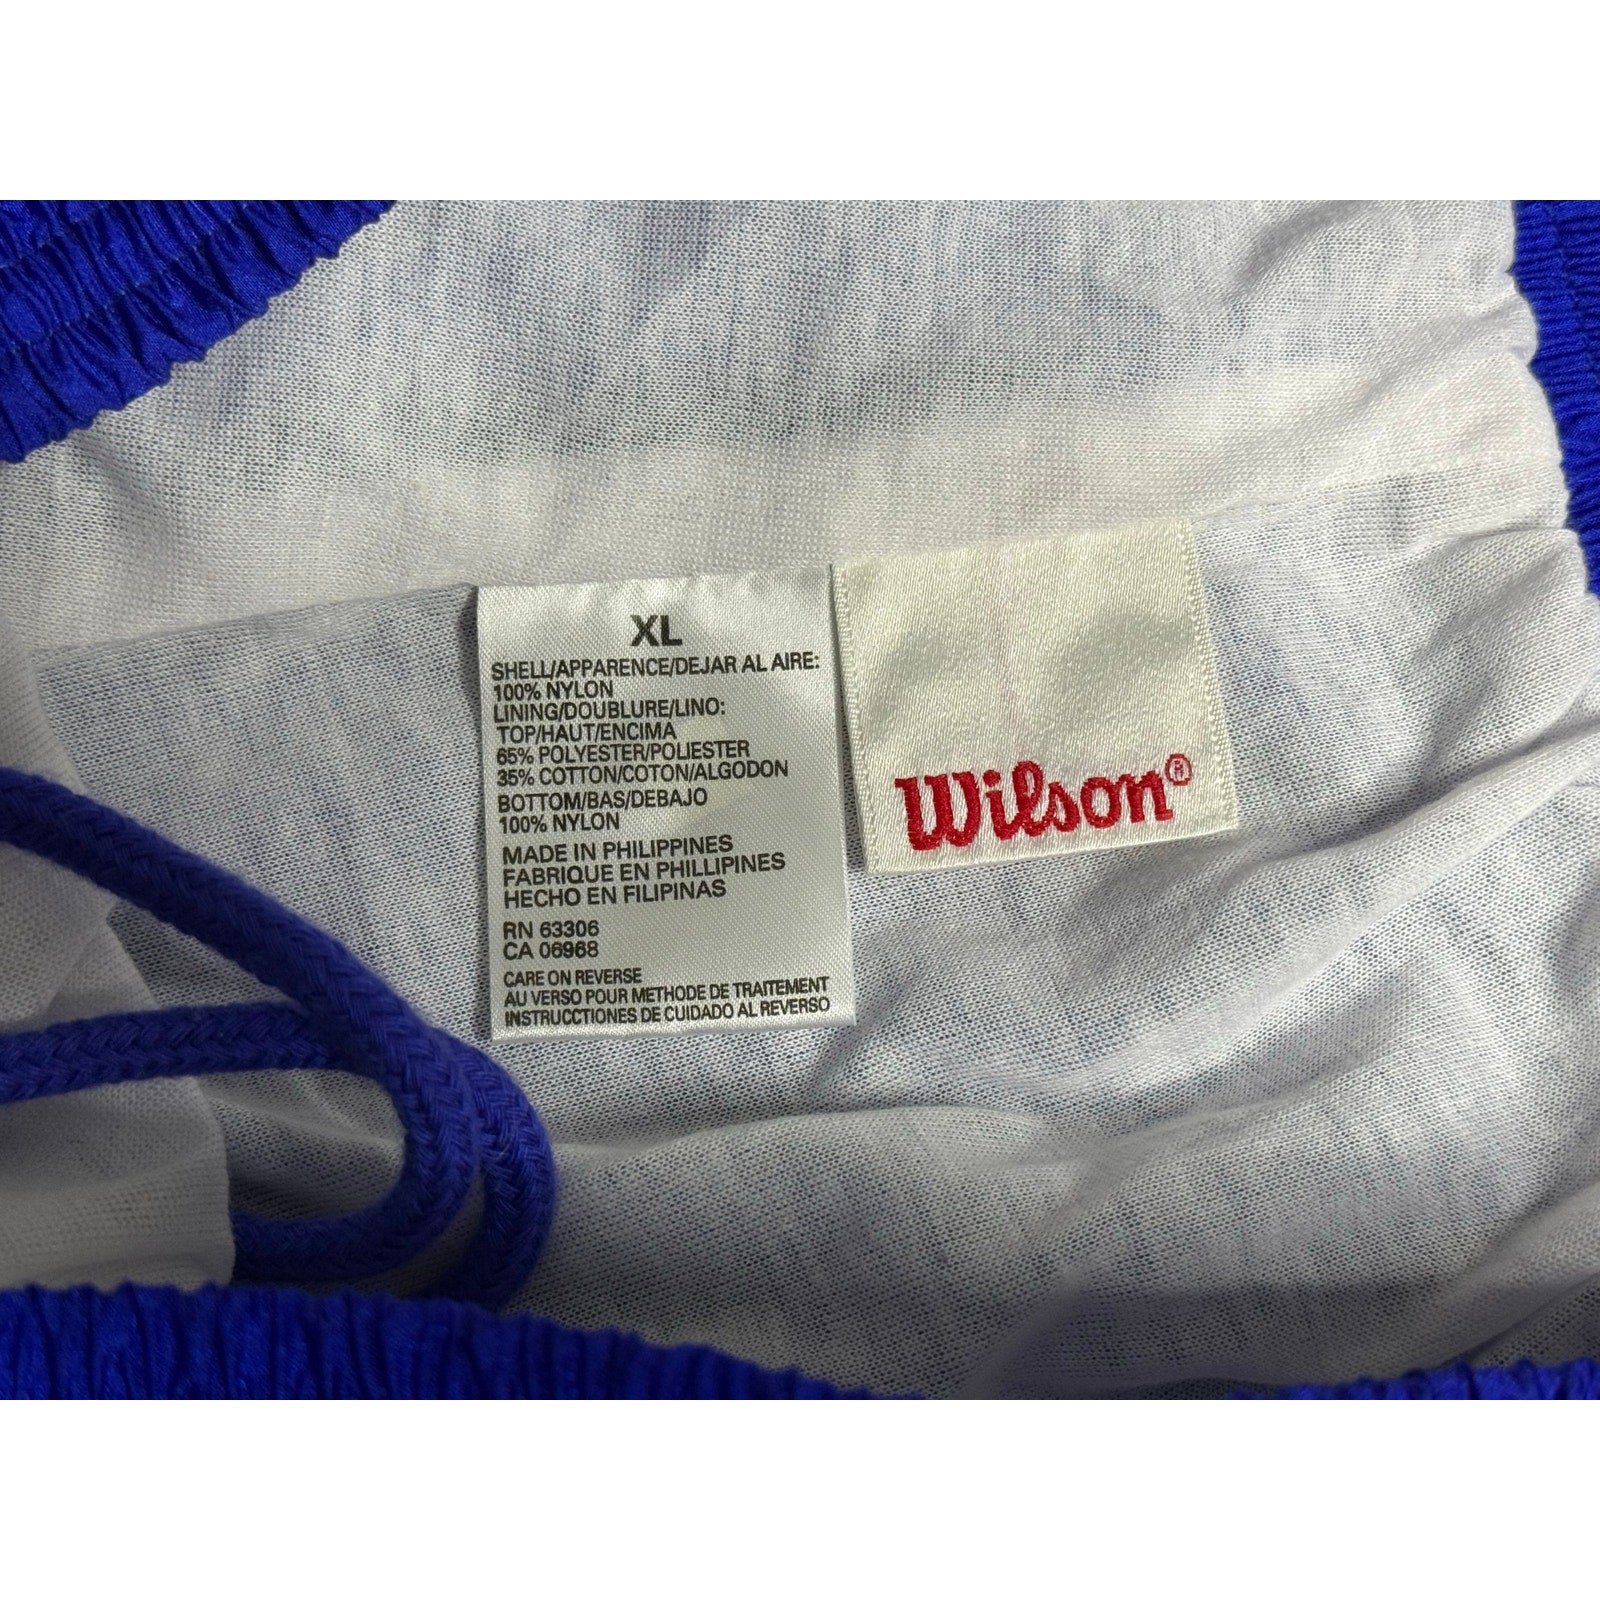 XL
SHELL/APPARENCE/DEJAR AL AIRE:
100% NYLON
LINING/DOUBLURE/LINO:
TOP/HAUT/ENCIMA
65% POLYESTER/POLIESTER
35% COTTON/COTON/ALGODON
BOTTOM/BAS/DEBAJO
100% NYLON
MADE IN PHILIPPINES
FABRIQUE EN PHILLIPINES
HECHO EN FILIPINAS
RN 63306
CA 06968
CARE ON REVERSE
AU VERSO POUR METHODE DE TRAITEMENT
INSTRUCCTIONES DE CUIDADO AL REVERSO
Wilson®